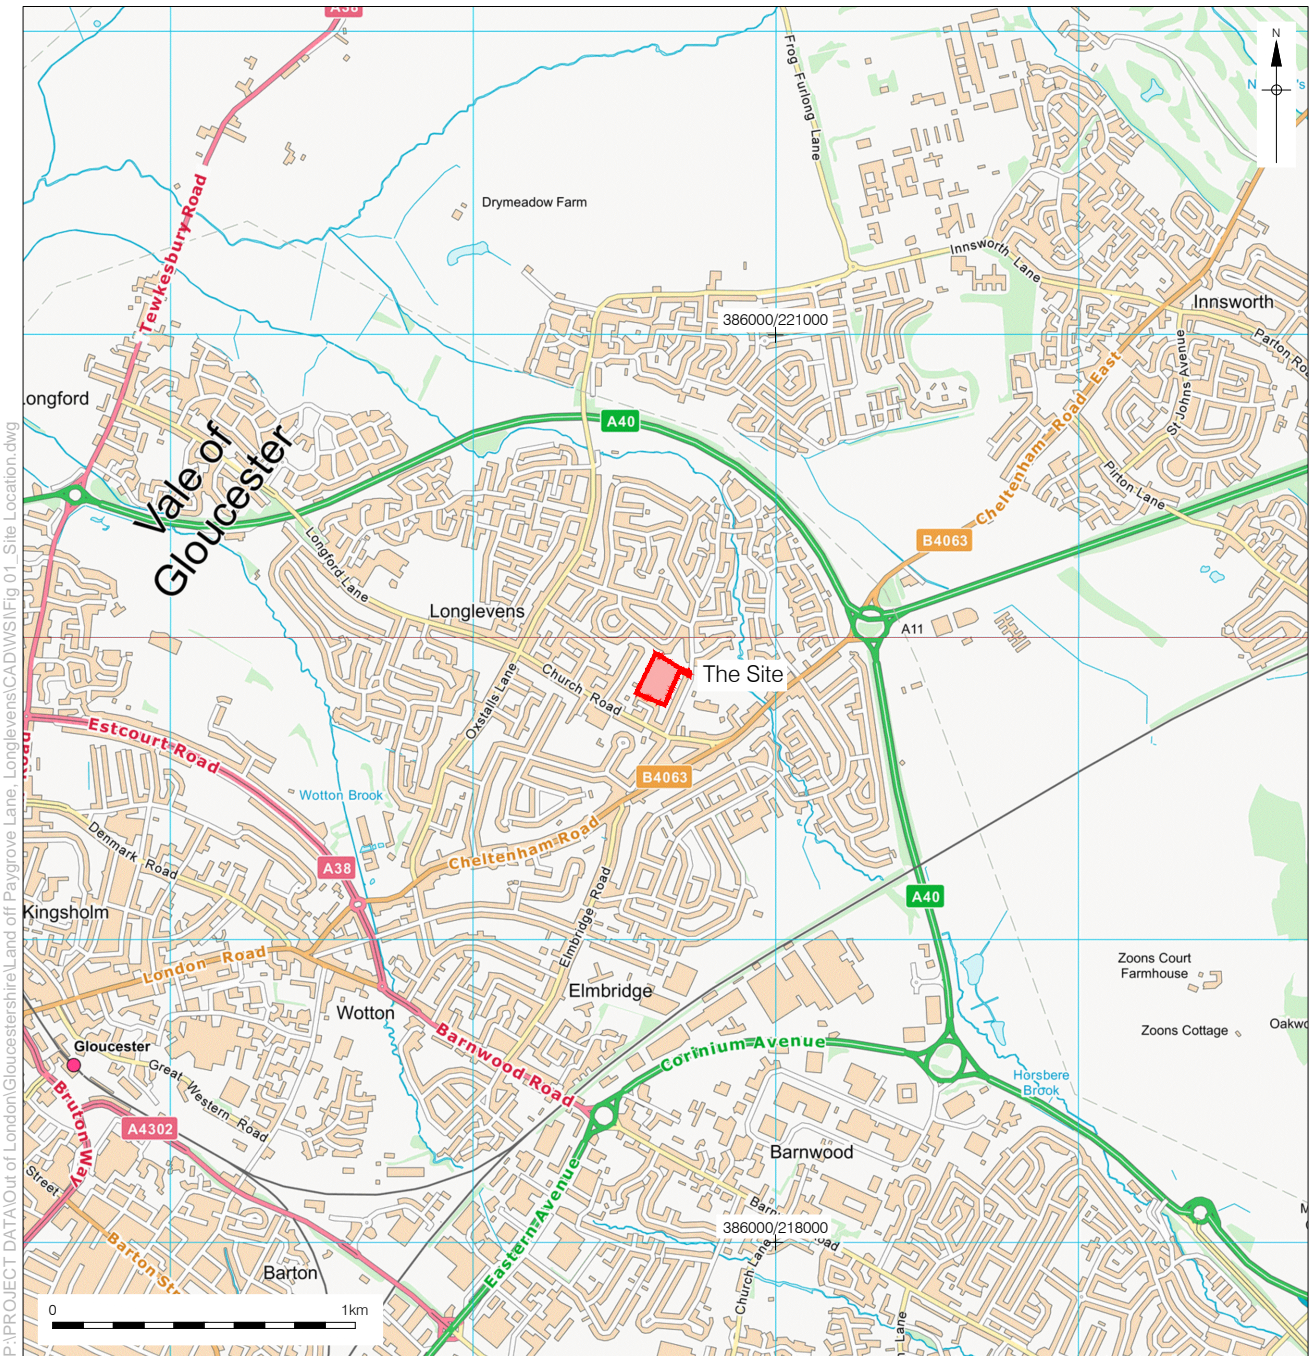 A38
N
Frog Furlong Lane
Tewkesbury Road
Drymeadow Farm
Innsworth Lane
Innsworth
386000/221000
Parton
St Johns Avenue
Longford
A40
Vale of
Gloucester
Cheltenham Road East
Pirton Lane
B4063
Longford Lane
Longlevens
A11
The Site
Church Road
Oxstalls Lane
Estcourt Road
Road
B4063
Wotton Brook
Denmark Road
Cheltenham Road
A38
A40
Kingsholm
Elmbridge Road
London Road
Zoons Court
Farmhouse
Elmbridge
Wotton
Zoons Cottage
Gloucester
Barnwood Road
Corinium Avenue
Great Western Road
Horsbere
Brook
Bruton Way
A4302
Barnwood
Street
Eastern Avenue
386000/218000
Barton
Church Lane
Barton
Lane
0 1km
P:\PROJECT DATA\Out of London\Gloucestershire\Land off Paygrove Lane, Longlevens\CAD\WSI\Fig 01_ Site Location.dwg